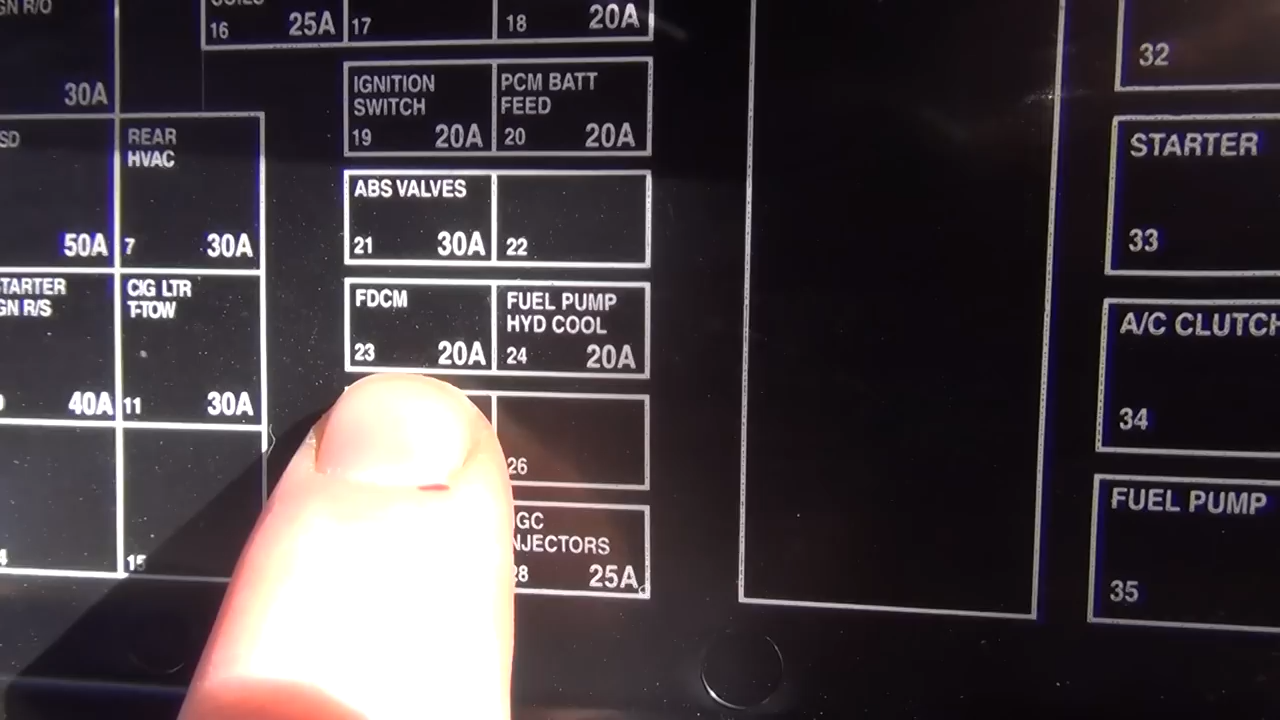 25A
16
17
18
20A
30A
IGNITION
SWITCH
19
20A
PCM BATT
FEED
20
20A
50A
REAR
HVAC
7
30A
ABS VALVES
21
30A
22
40A
CIG LTR
T-TOW
11
30A
FDCM
23
20A
FUEL PUMP
HYD COOL
24
20A
26
15
28
25A
32
STARTER
33
34
FUEL PUMP
35